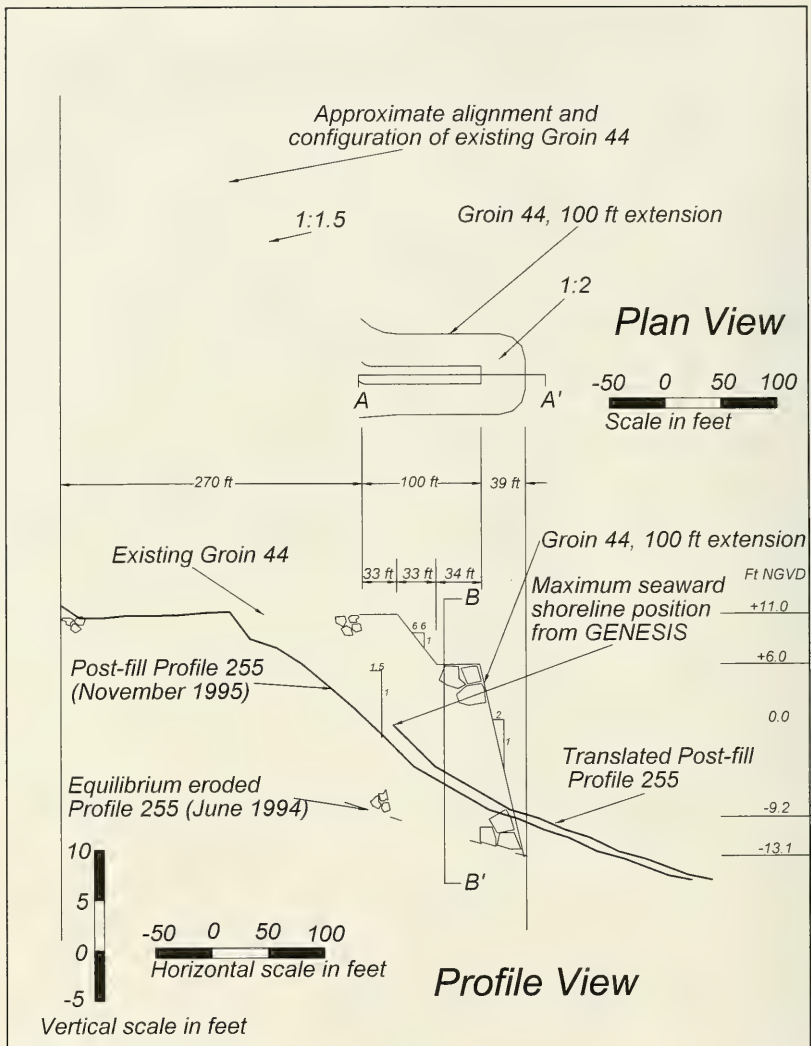 Approximate alignment and
configuration of existing Groin 44
1:1.5
Groin 44, 100 ft extension
1:2
Plan View
A
A'
-50 0 50 100
Scale in feet
270 ft
100 ft
39 ft
Existing Groin 44
Groin 44, 100 ft extension
33 ft
33 ft
34 ft
Ft NGVD
B
Maximum seaward
shoreline position
from GENESIS
+11.0
6 6
1
+6.0
Post-fill Profile 255
(November 1995)
1.5
1
2
1
0.0
Translated Post-fill
Profile 255
Equilibrium eroded
Profile 255 (June 1994)
-9.2
-13.1
B'
10
5
0
-5
Vertical scale in feet
-50 0 50 100
Horizontal scale in feet
Profile View